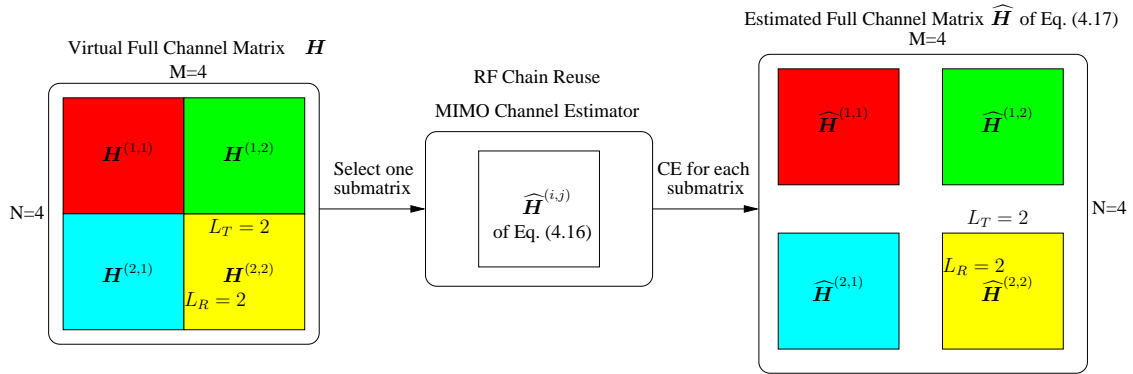 Virtual Full Channel Matrix H
M=4
N=4
H^(1,1)
H^(1,2)
H^(2,1)
H^(2,2)
L_T = 2
L_R = 2
Select one
submatrix
RF Chain Reuse
MIMO Channel Estimator
Ĥ^(i,j)
of Eq. (4.16)
CE for each
submatrix
Estimated Full Channel Matrix Ĥ of Eq. (4.17)
M=4
Ĥ^(1,1)
Ĥ^(1,2)
N=4
L_T = 2
L_R = 2
Ĥ^(2,1)
Ĥ^(2,2)